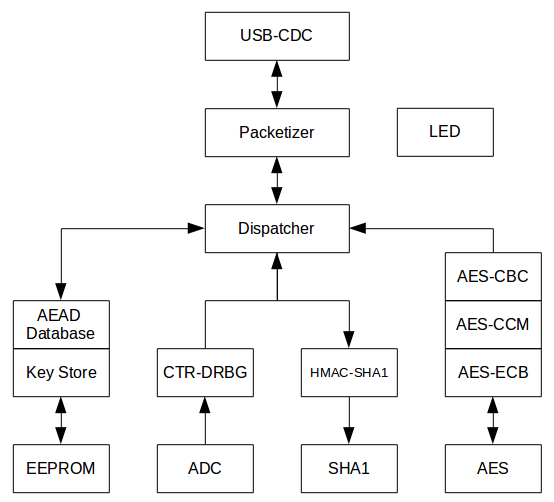 USB-CDC
Packetizer
LED
Dispatcher
AES-CBC
AEAD
Database
AES-CCM
Key Store
CTR-DRBG
HMAC-SHA1
AES-ECB
EEPROM
ADC
SHA1
AES